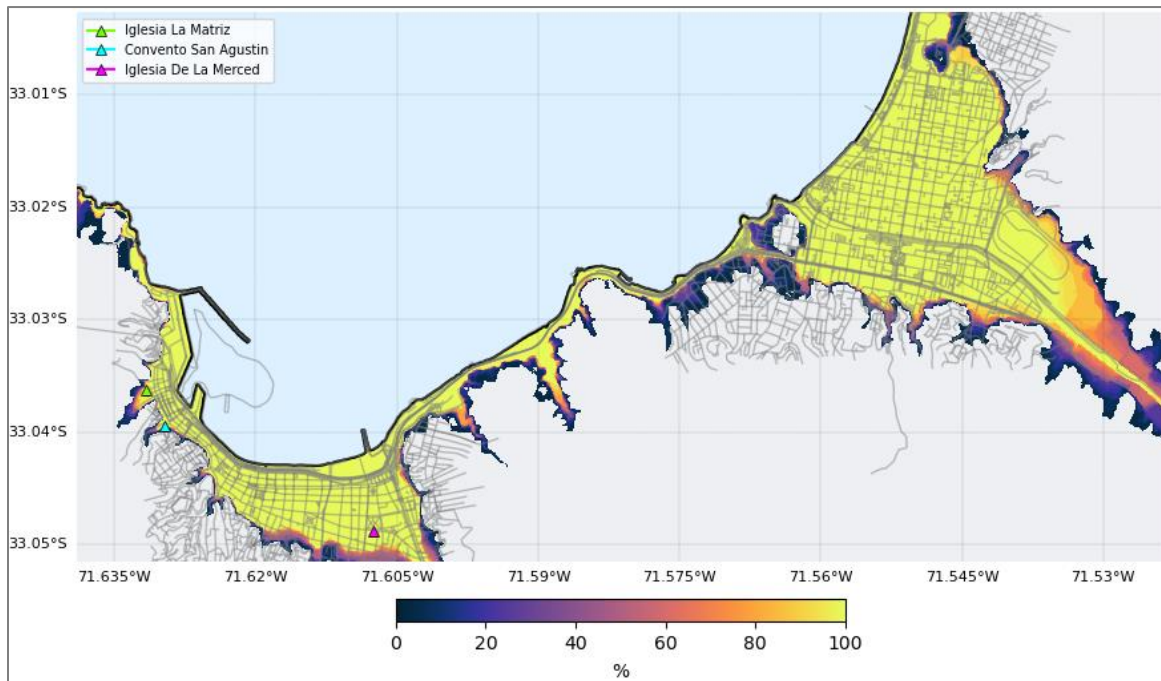 Iglesia La Matriz
Convento San Agustin
Iglesia De La Merced
33.01°S
33.02°S
33.03°S
33.04°S
33.05°S
71.635°W 71.62°W 71.605°W 71.59°W 71.575°W 71.56°W 71.545°W 71.53°W
0 20 40 60 80 100
%